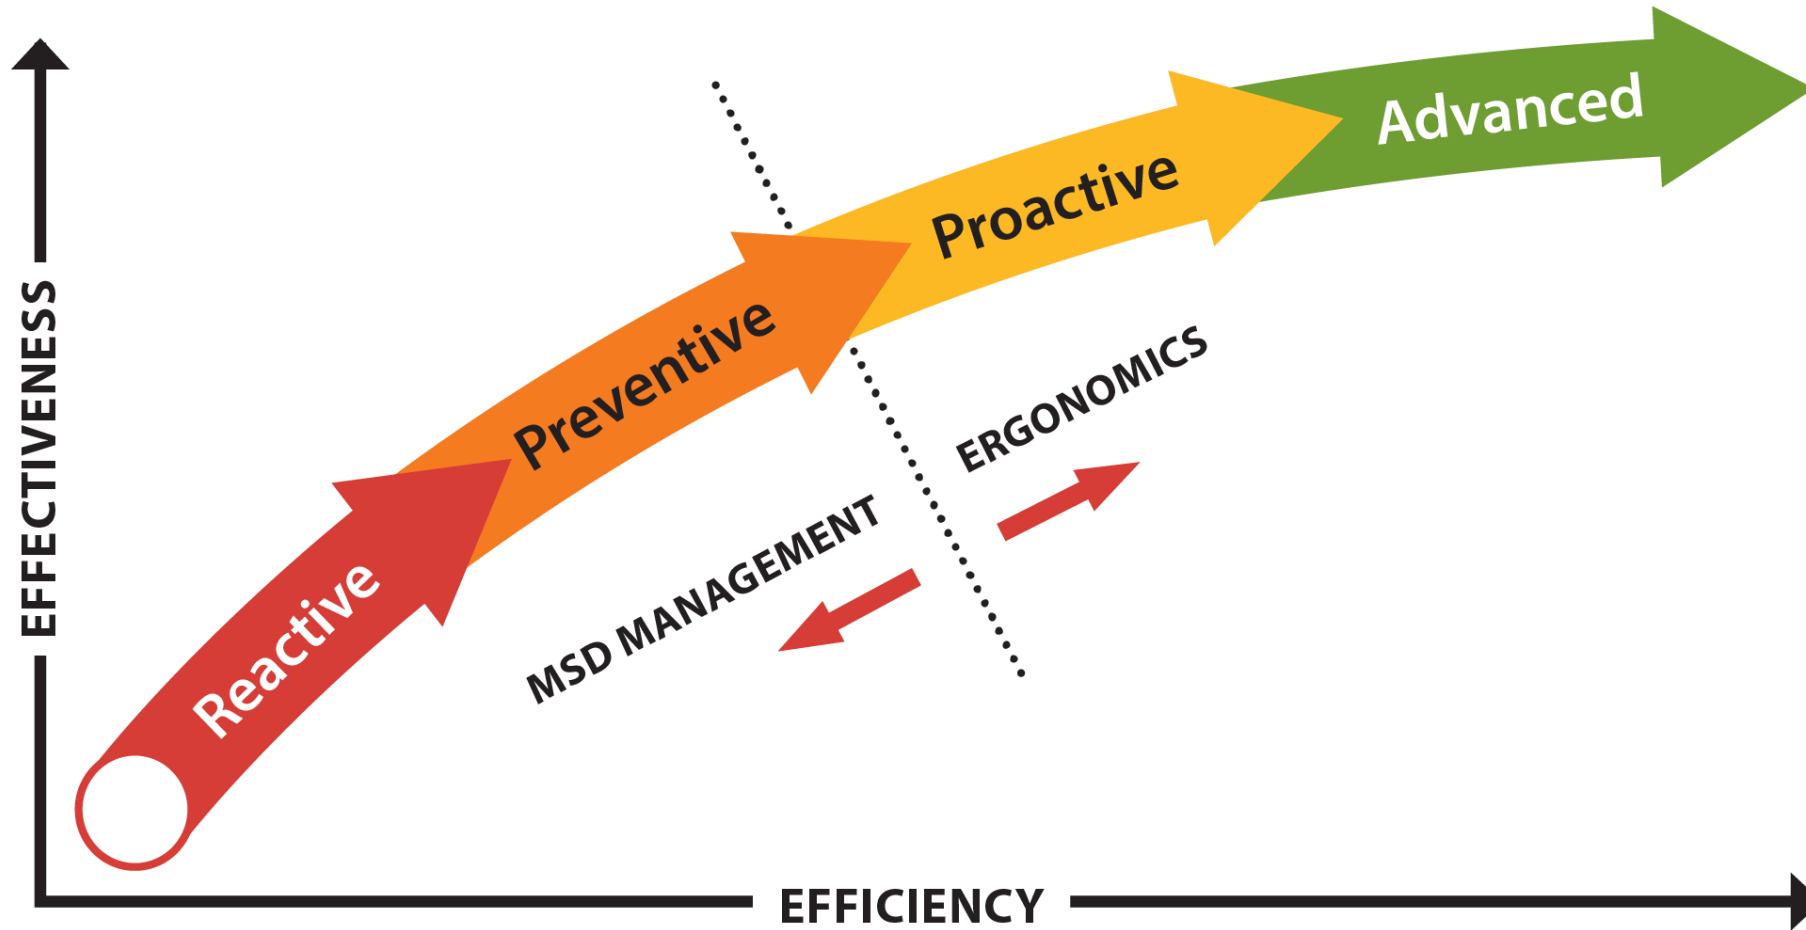 Advanced
Proactive
Preventive
Reactive
ERGONOMICS
MSD MANAGEMENT
EFFECTIVENESS
EFFICIENCY